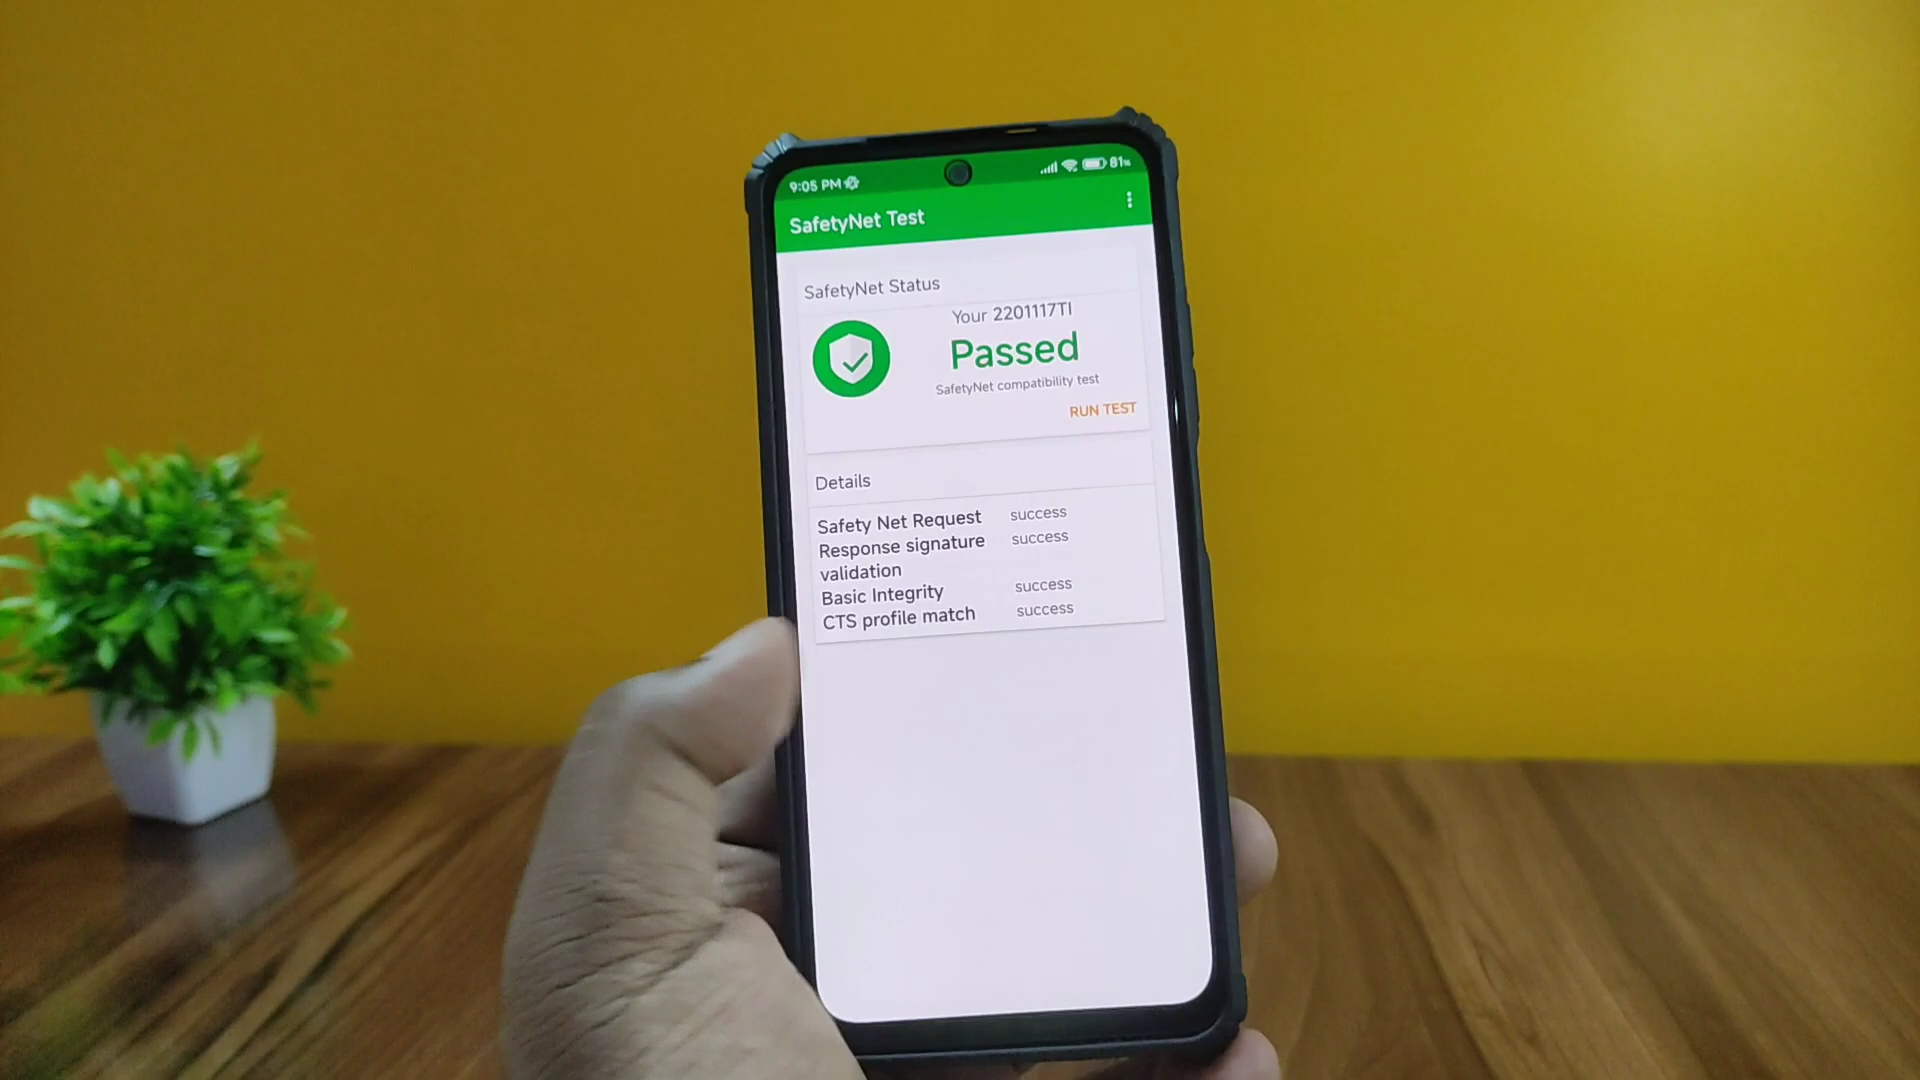 9:05 PM 81%
SafetyNet Test
SafetyNet Status
Your 2201117TI
Passed
SafetyNet compatibility test
RUN TEST
Details
Safety Net Request success
Response signature success
validation
Basic Integrity success
CTS profile match success